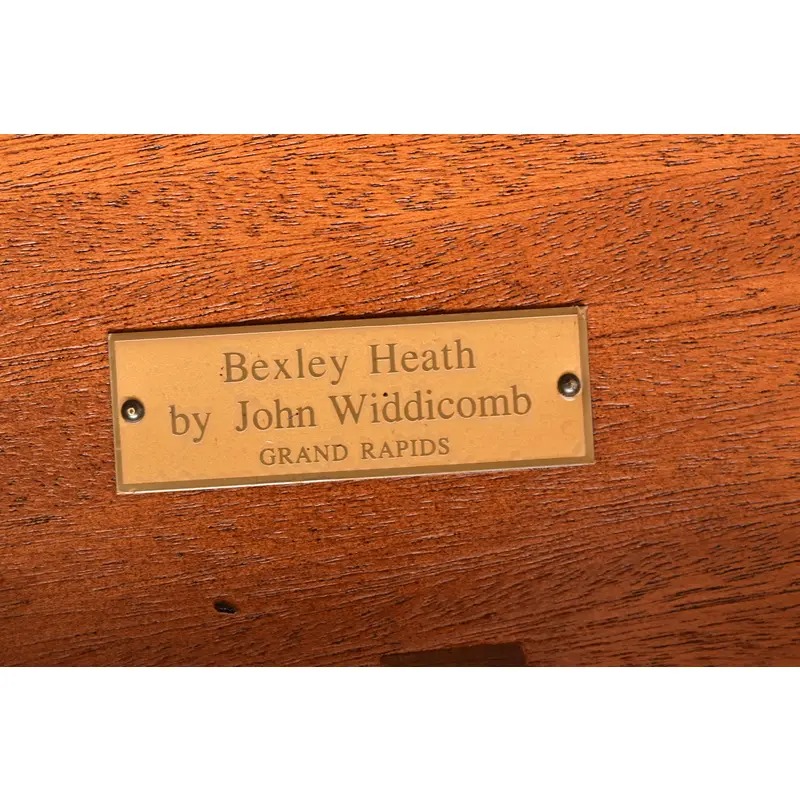 Bexley Heath
by John Widdicomb
GRAND RAPIDS